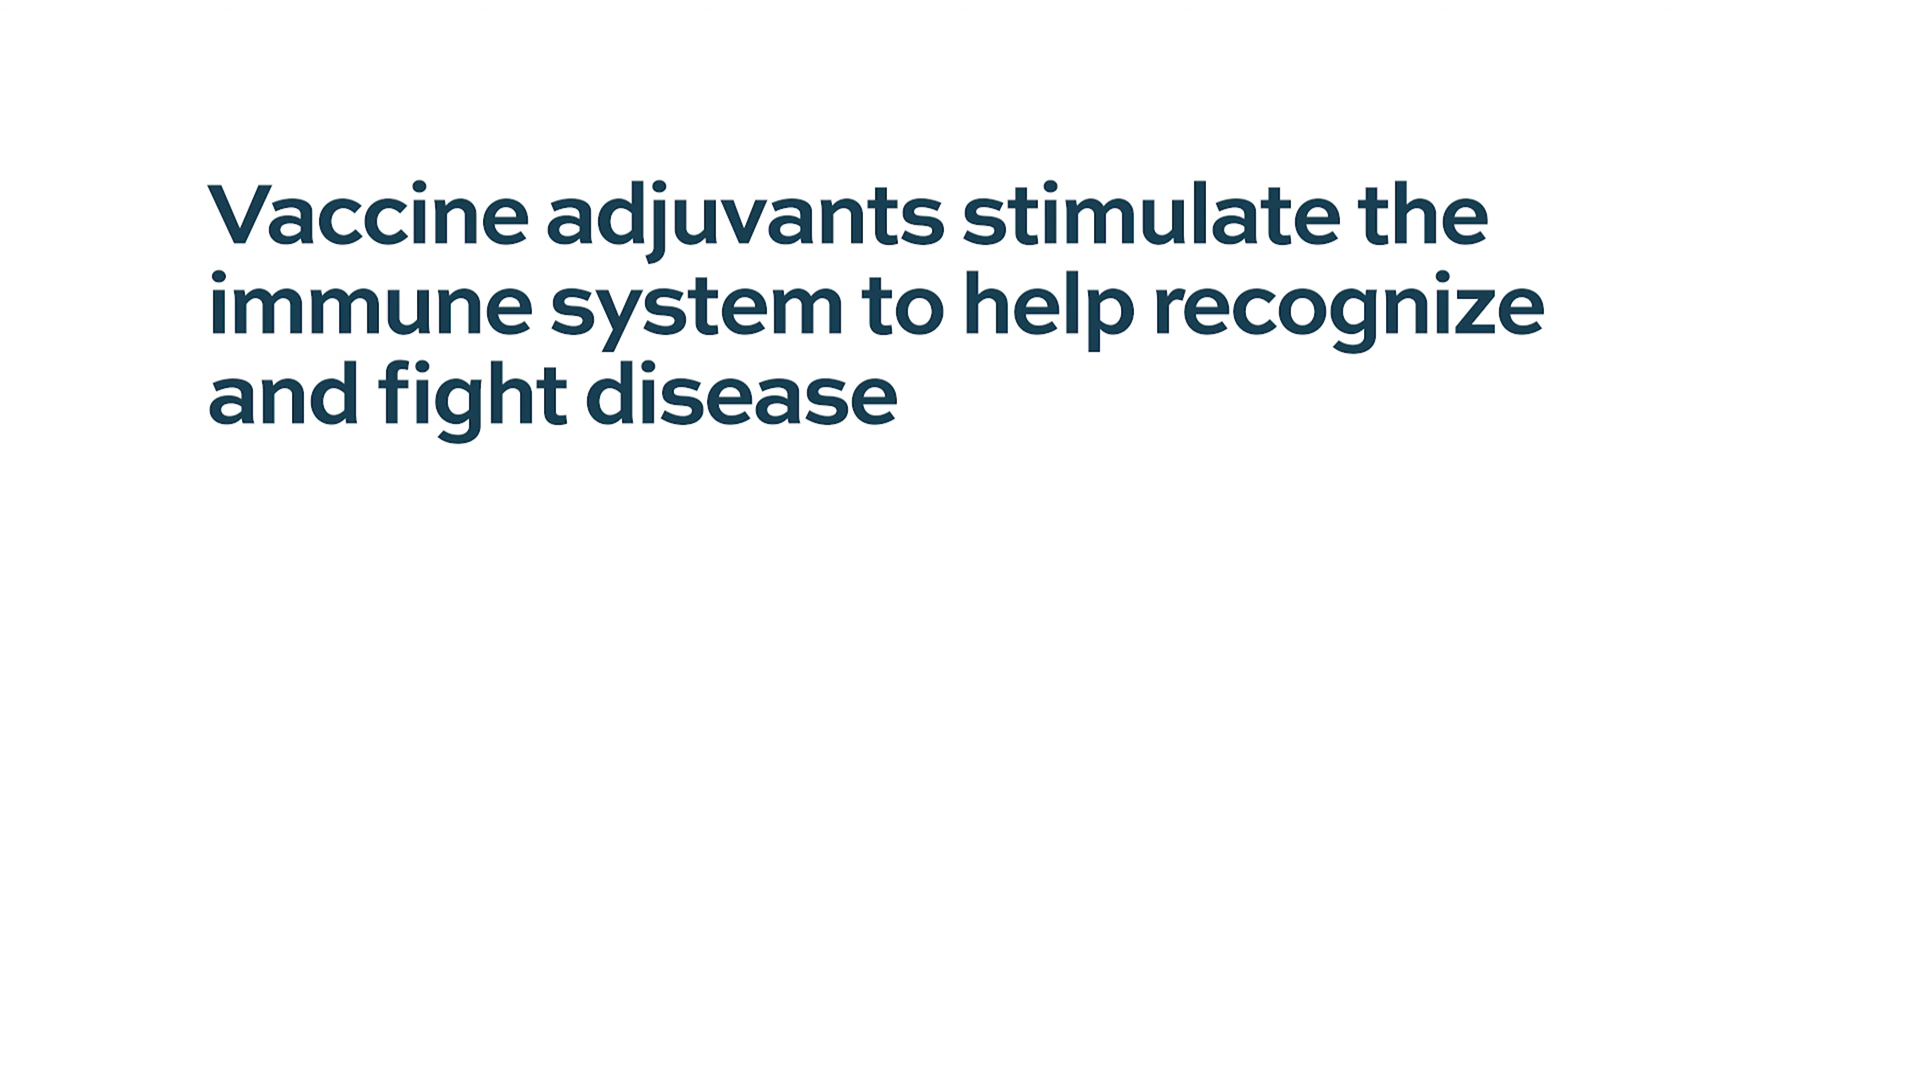 Vaccine adjuvants stimulate the
immune system to help recognize
and fight disease